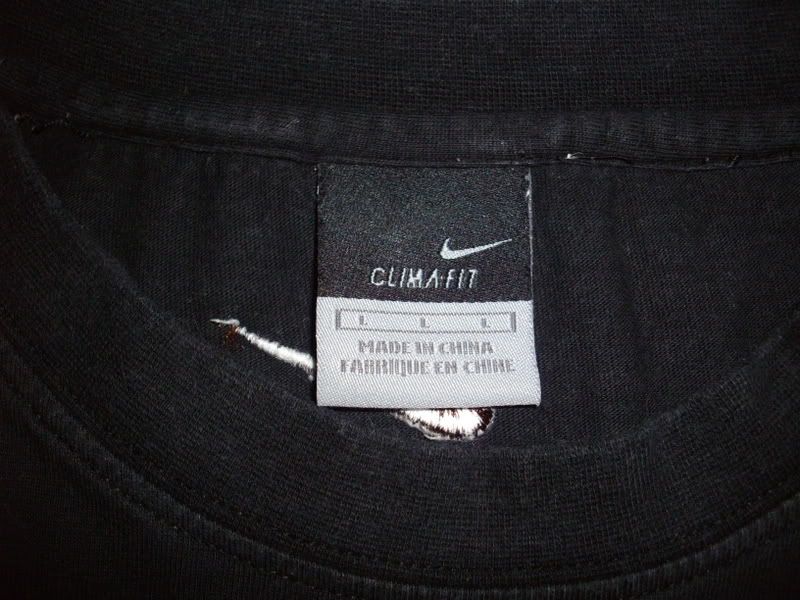 CLIMA-FIT
L L L
MADE IN CHINA
FABRIQUE EN CHINE